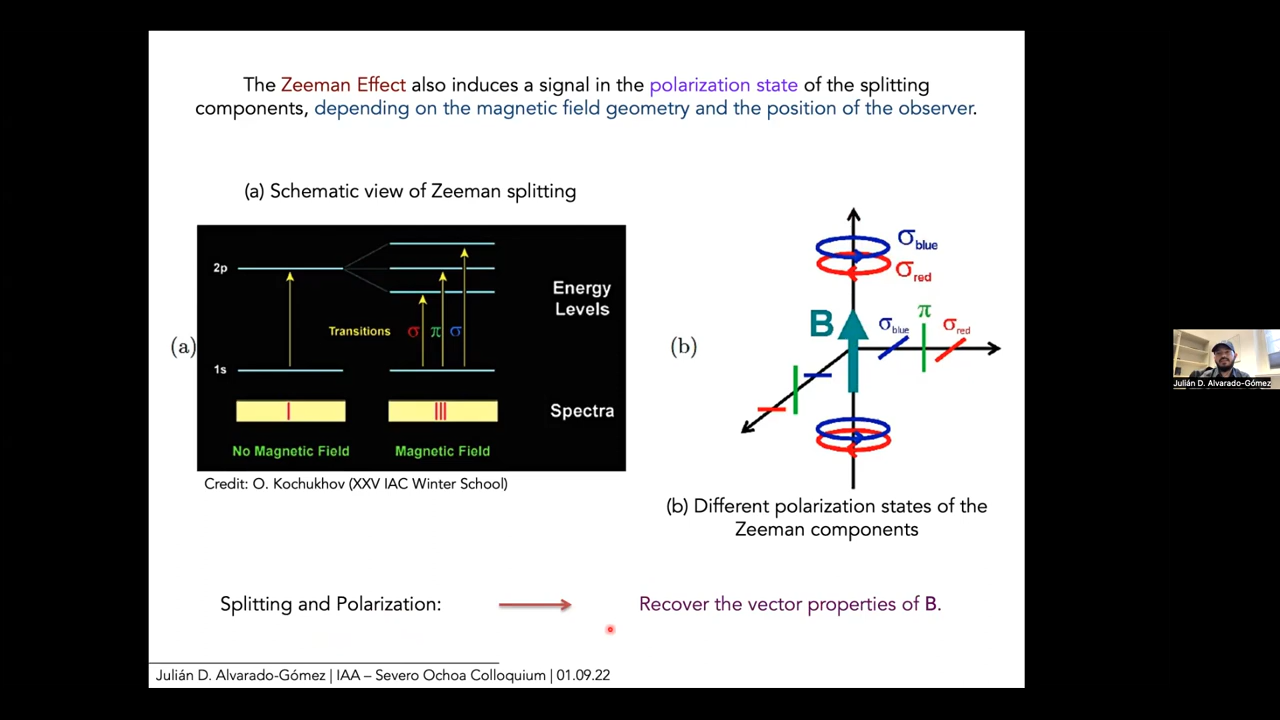 The Zeeman Effect also induces a signal in the polarization state of the splitting
components, depending on the magnetic field geometry and the position of the observer.
(a) Schematic view of Zeeman splitting
2p
Energy
Levels
Transitions σ π σ
(a)
1s
Spectra
No Magnetic Field Magnetic Field
Credit: O. Kochukhov (XXV IAC Winter School)
σblue
σred
B
σblue π σred
(b)
(b) Different polarization states of the
Zeeman components
Splitting and Polarization:
Recover the vector properties of B.
Julián D. Alvarado-Gómez | IAA – Severo Ochoa Colloquium | 01.09.22
Julián D. Alvarado-Gómez